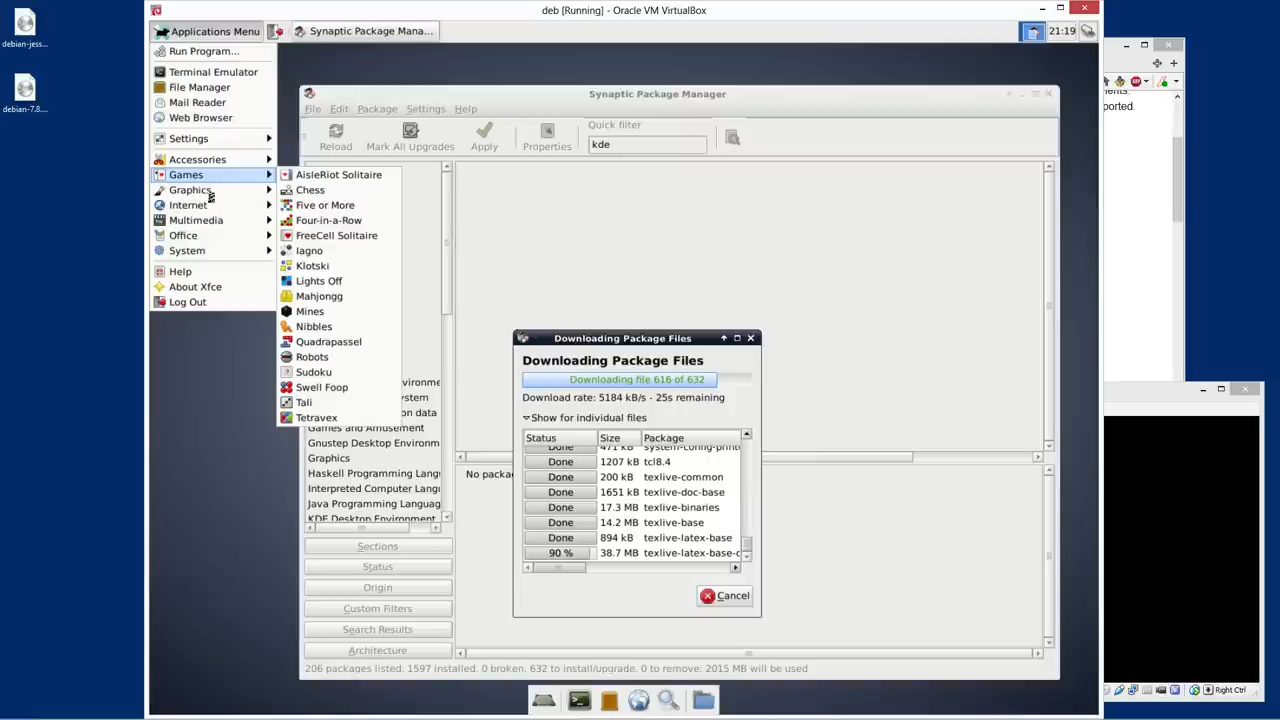 deb [Running] - Oracle VM VirtualBox
debian-jess...
debian-7.8....
Applications Menu
Synaptic Package Mana...
21:19
Run Program...
Terminal Emulator
File Manager
Mail Reader
Web Browser
Settings
Accessories
Games
Graphics
Internet
Multimedia
Office
System
Help
About Xfce
Log Out
AisleRiot Solitaire
Chess
Five or More
Four-in-a-Row
FreeCell Solitaire
Iagno
Klotski
Lights Off
Mahjongg
Mines
Nibbles
Quadrapassel
Robots
Sudoku
Swell Foop
Tali
Tetravex
Synaptic Package Manager
File Edit Package Settings Help
Reload
Mark All Upgrades
Apply
Properties
Quick filter
kde
Games and Amusement
Gnustep Desktop Environm
Graphics
Haskell Programming Langu
Interpreted Computer Langu
Java Programming Languag
KDE Desktop Environment
No packa
Sections
Status
Origin
Custom Filters
Search Results
Architecture
206 packages listed. 1597 installed. 0 broken. 632 to install/upgrade. 0 to remove: 2015 MB will be used
Downloading Package Files
Downloading Package Files
Downloading file 616 of 632
Download rate: 5184 kB/s - 25s remaining
Show for individual files
Status Size Package
Done 471 kB system-config-print
Done 1207 kB tcl8.4
Done 200 kB texlive-common
Done 1651 kB texlive-doc-base
Done 17.3 MB texlive-binaries
Done 14.2 MB texlive-base
Done 894 kB texlive-latex-base
90 % 38.7 MB texlive-latex-base-d
Cancel
ported.
Right Ctrl